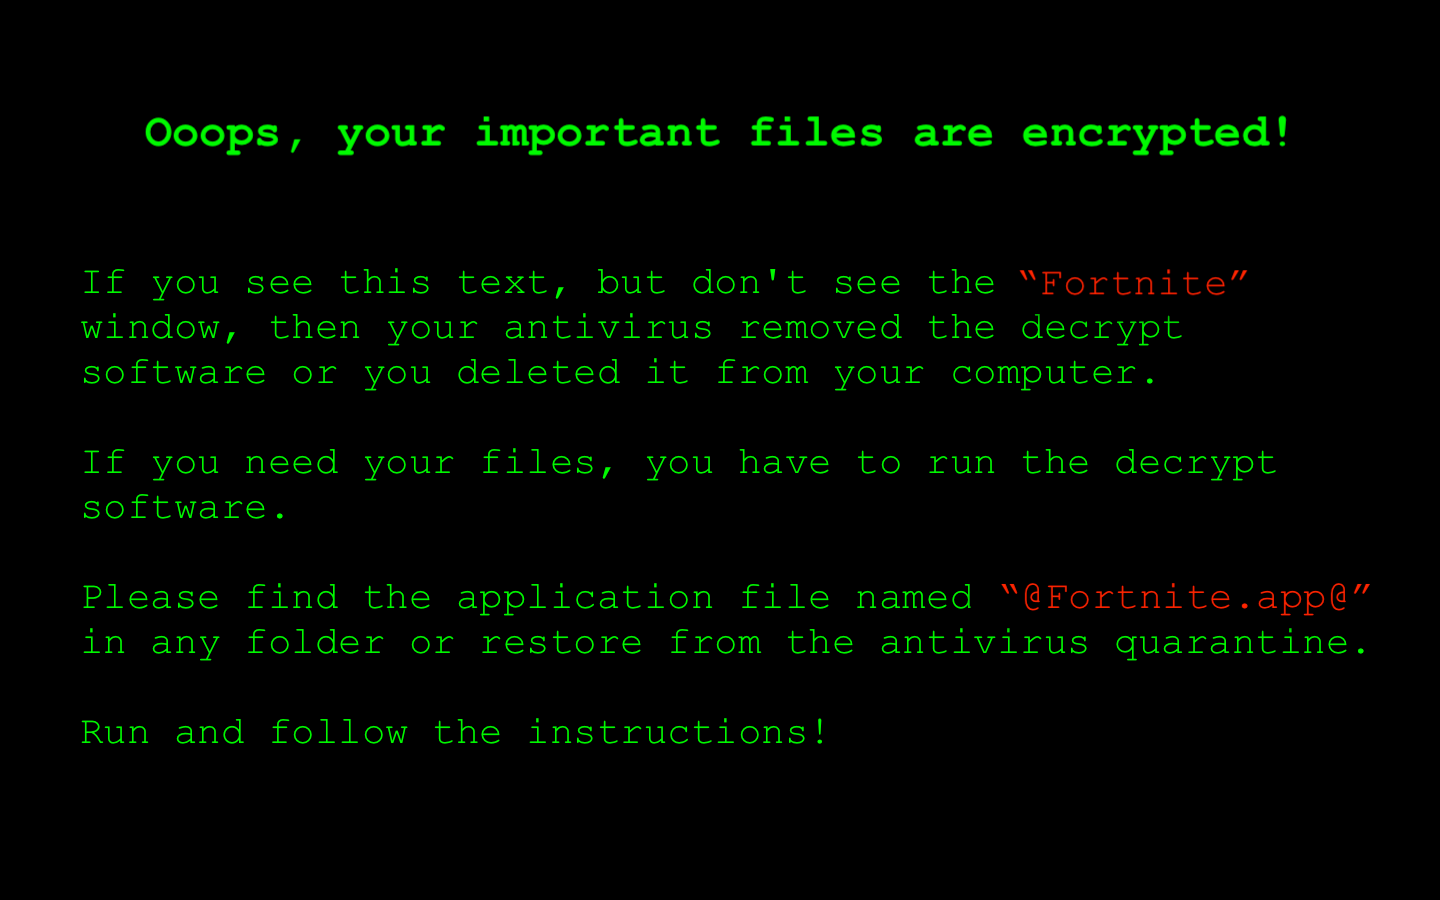 Ooops, your important files are encrypted!
If you see this text, but don't see the “Fortnite”
window, then your antivirus removed the decrypt
software or you deleted it from your computer.
If you need your files, you have to run the decrypt
software.
Please find the application file named “@Fortnite.app@”
in any folder or restore from the antivirus quarantine.
Run and follow the instructions!